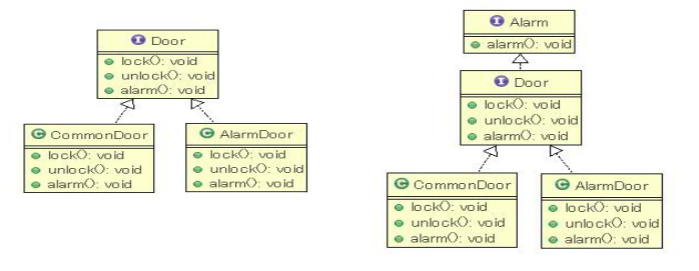 I Door
lock(): void
unlock(): void
alarm(): void
C CommonDoor
lock(): void
unlock(): void
alarm(): void
C AlarmDoor
lock(): void
unlock(): void
alarm(): void
I Alarm
alarm(): void
I Door
lock(): void
unlock(): void
alarm(): void
C CommonDoor
lock(): void
unlock(): void
alarm(): void
C AlarmDoor
lock(): void
unlock(): void
alarm(): void